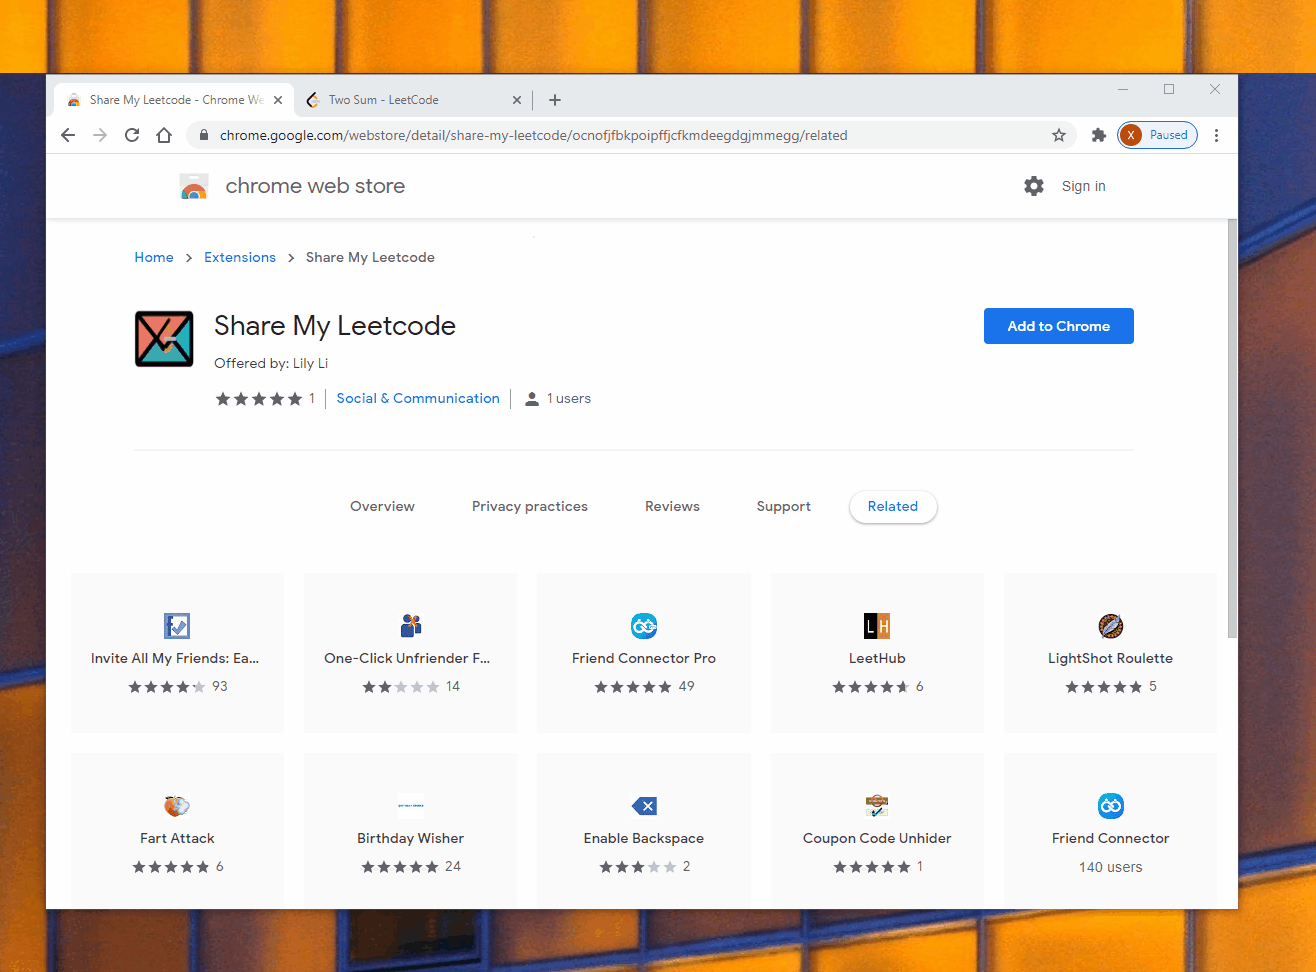 Share My Leetcode - Chrome We
Two Sum - LeetCode
chrome.google.com/webstore/detail/share-my-leetcode/ocnofjfbkpoipffjcfkmdeegdgjmmegg/related
X Paused
chrome web store
Sign in
Home > Extensions > Share My Leetcode
Share My Leetcode
Add to Chrome
Offered by: Lily Li
1 Social & Communication 1 users
Overview Privacy practices Reviews Support Related
LH
Invite All My Friends: Ea... One-Click Unfriender F... Friend Connector Pro LeetHub LightShot Roulette
93 14 49 6 5
Fart Attack Birthday Wisher Enable Backspace Coupon Code Unhider Friend Connector
6 24 2 1 140 users